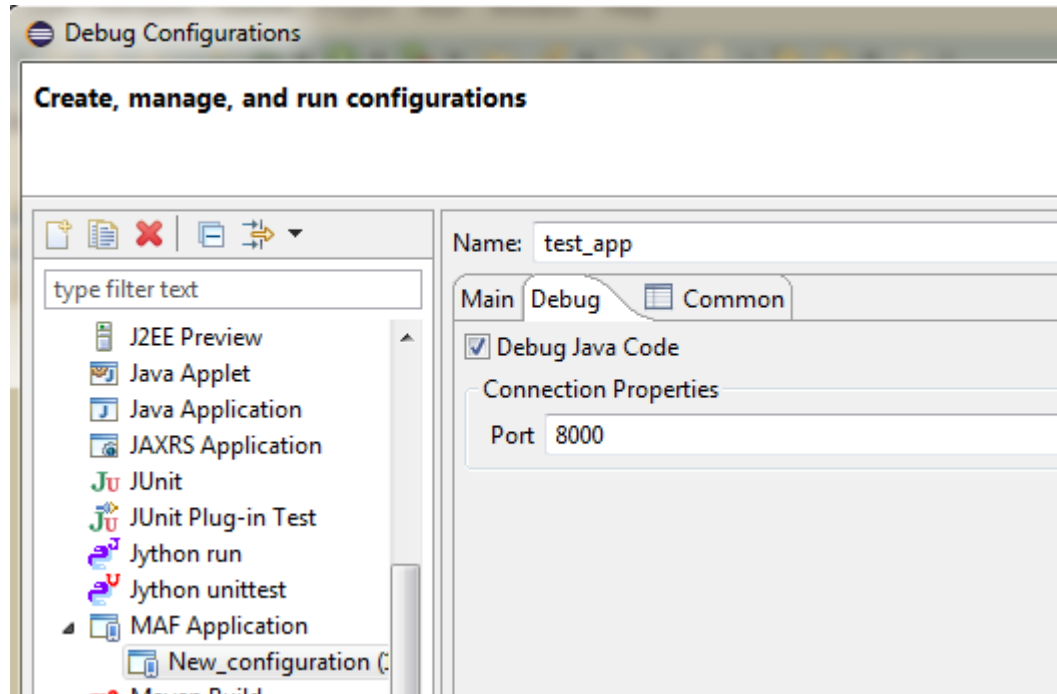 Debug Configurations
Create, manage, and run configurations
type filter text
J2EE Preview
Java Applet
Java Application
JAXRS Application
JUnit
JUnit Plug-in Test
Jython run
Jython unittest
MAF Application
New_configuration (
Maven Build
Name: test_app
Main Debug Common
Debug Java Code
Connection Properties
Port 8000